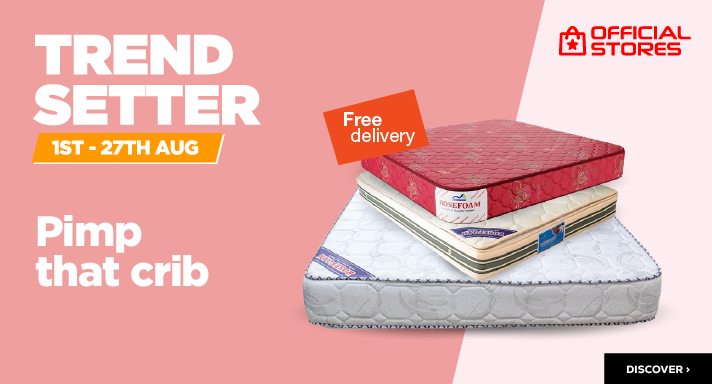 TREND
SETTER
1ST - 27TH AUG
Pimp
that crib
OFFICIAL
STORES
Free
delivery
ROSEFOAM
DISCOVER ›